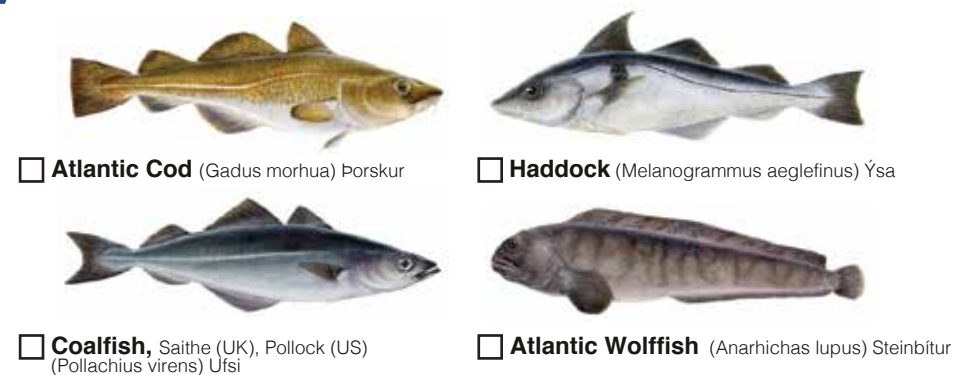 Atlantic Cod (Gadus morhua) Þorskur
Haddock (Melanogrammus aeglefinus) Ýsa
Coalfish, Saithe (UK), Pollock (US)
(Pollachius virens) Ufsi
Atlantic Wolffish (Anarhichas lupus) Steinbítur